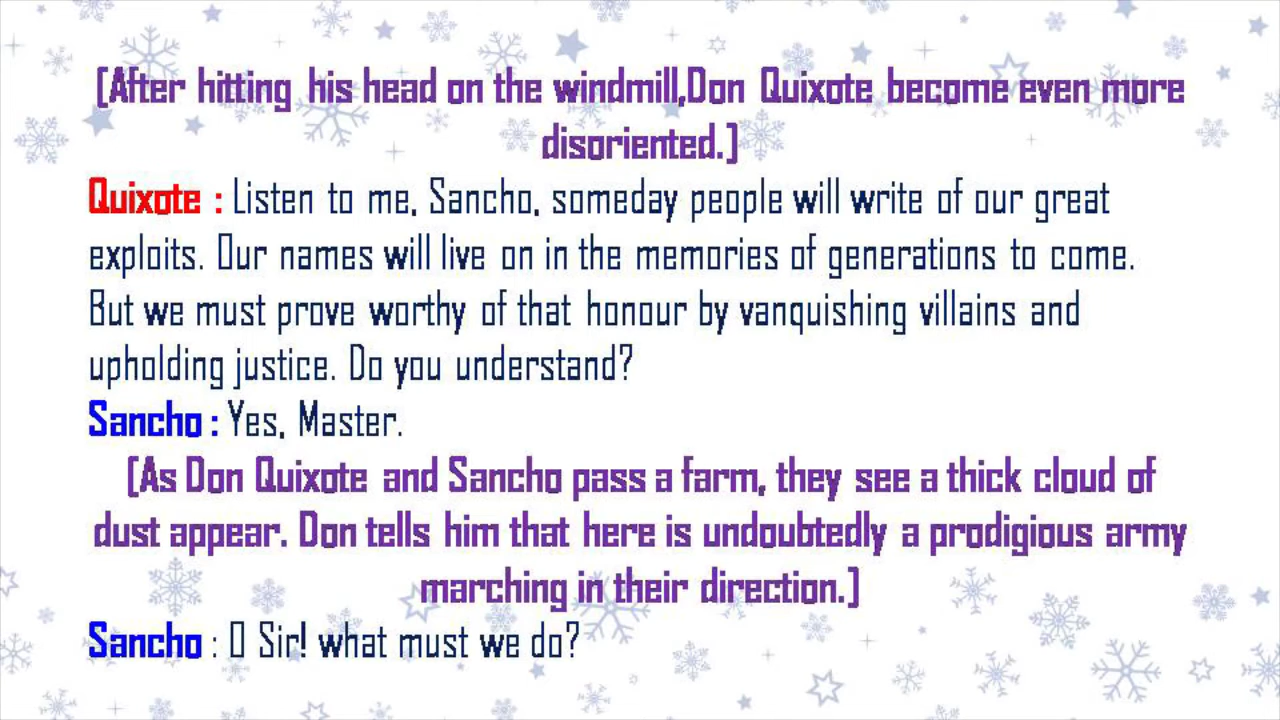 [After hitting his head on the windmill,Don Quixote become even more
disoriented.]
Quixote : Listen to me, Sancho, someday people will write of our great
exploits. Our names will live on in the memories of generations to come.
But we must prove worthy of that honour by vanquishing villains and
upholding justice. Do you understand?
Sancho : Yes, Master.
[As Don Quixote and Sancho pass a farm, they see a thick cloud of
dust appear. Don tells him that here is undoubtedly a prodigious army
marching in their direction.]
Sancho : O Sir! what must we do?